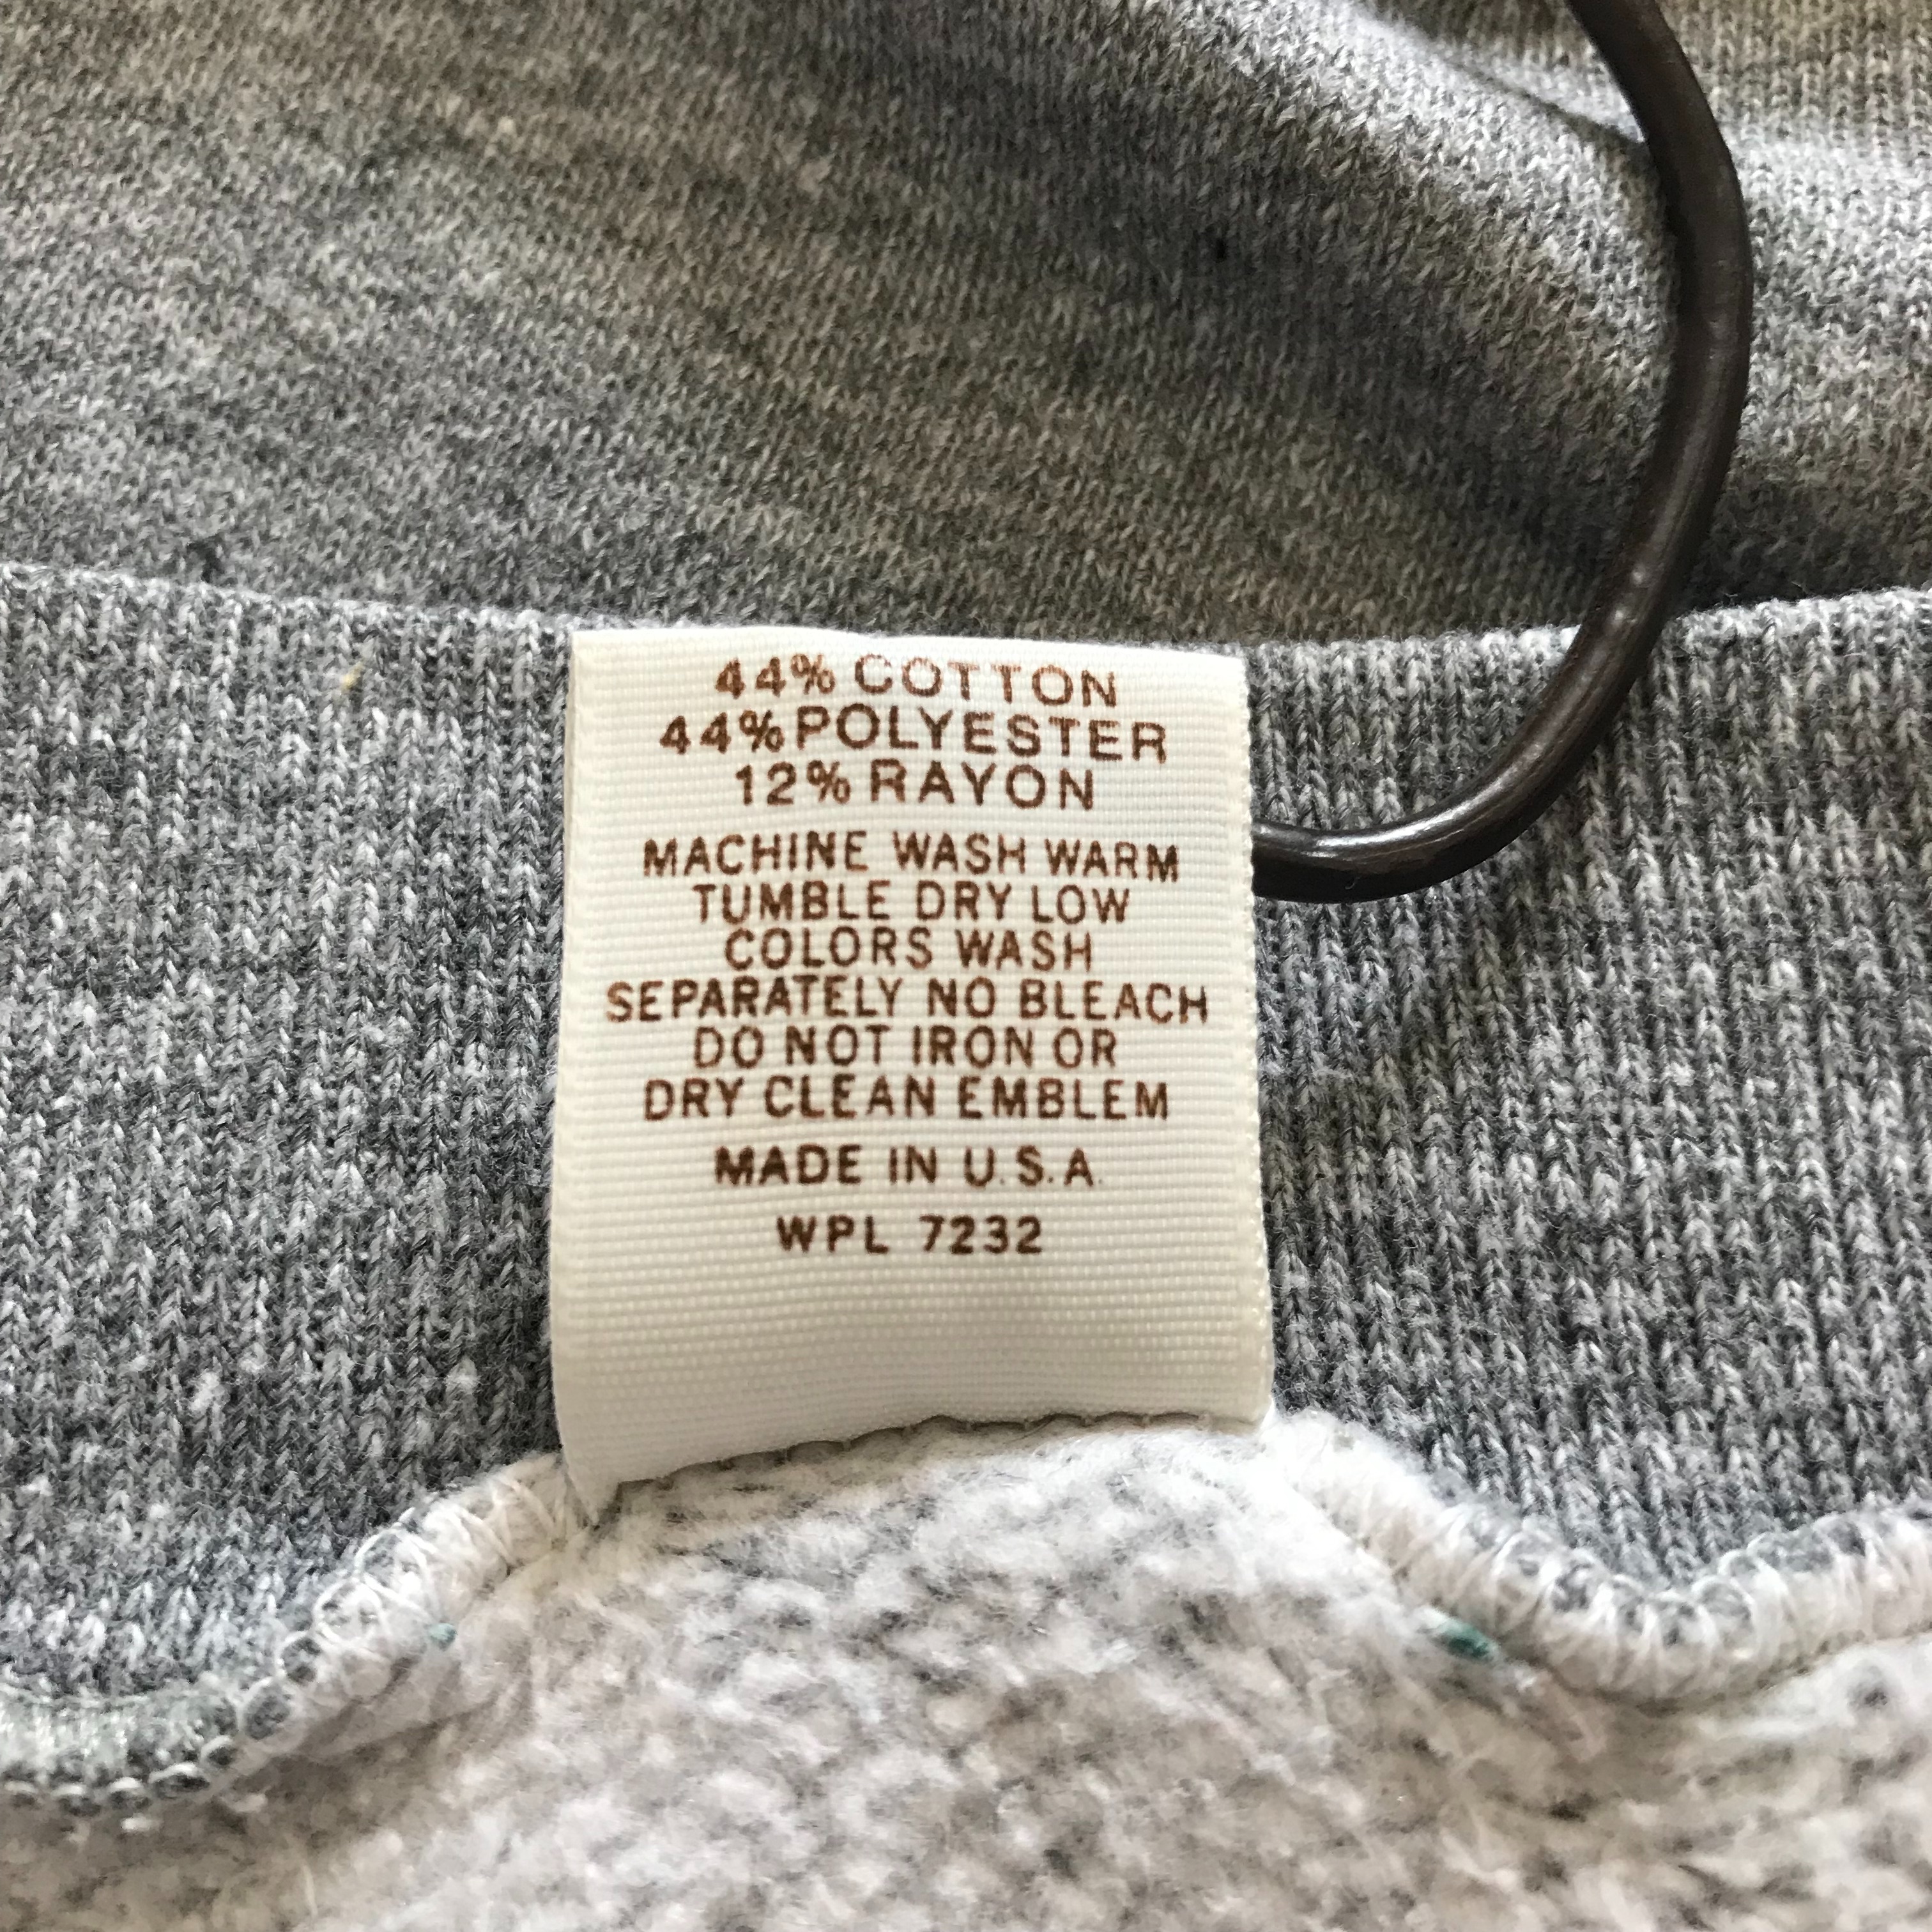 44% COTTON
44% POLYESTER
12% RAYON
MACHINE WASH WARM
TUMBLE DRY LOW
COLORS WASH
SEPARATELY NO BLEACH
DO NOT IRON OR
DRY CLEAN EMBLEM
MADE IN U.S.A.
WPL 7232